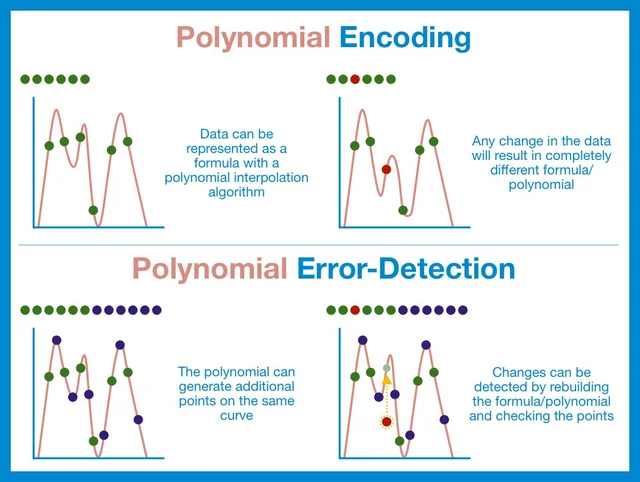 Polynomial Encoding
Data can be
represented as a
formula with a
polynomial interpolation
algorithm
Any change in the data
will result in completely
different formula/
polynomial
Polynomial Error-Detection
The polynomial can
generate additional
points on the same
curve
Changes can be
detected by rebuilding
the formula/polynomial
and checking the points